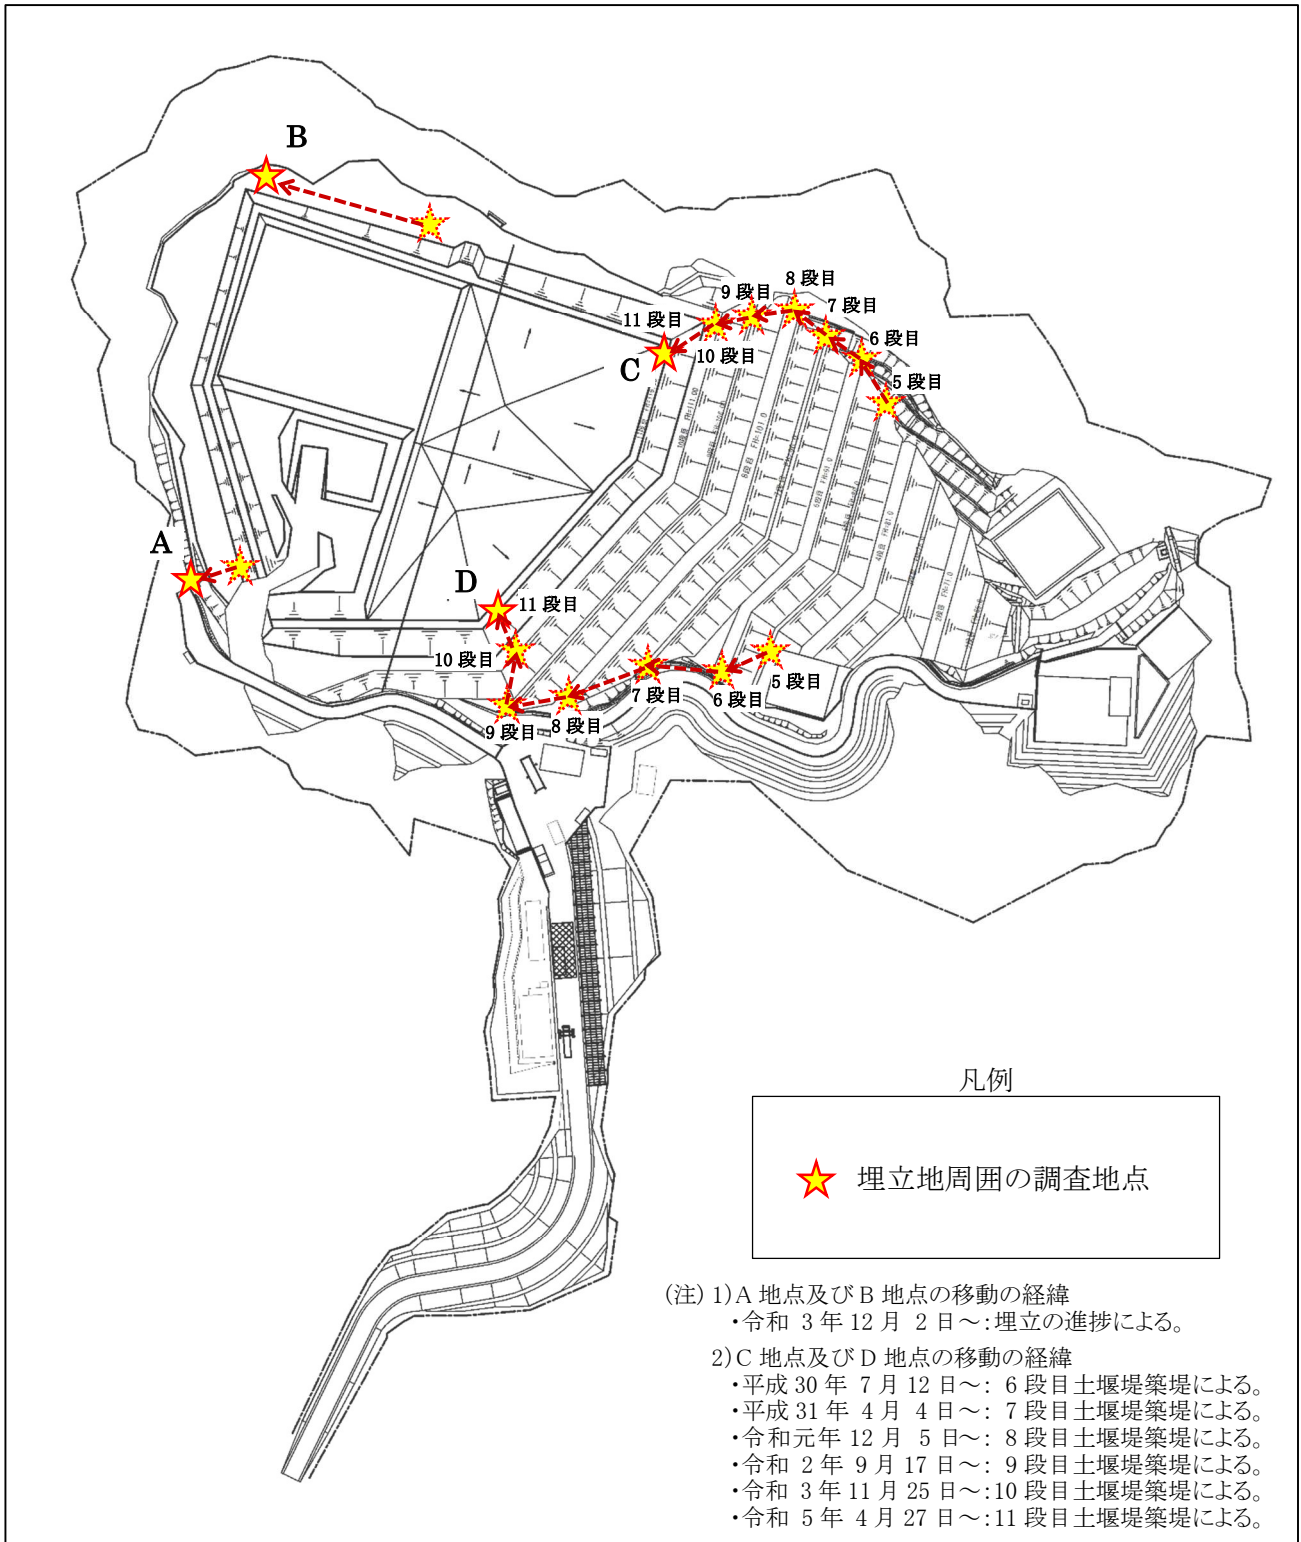 B
8段目
9段目
7段目
11段目
6段目
10段目
C
5段目
A
D
11段目
10段目
5段目
7段目
6段目
8段目
9段目
凡例
埋立地周囲の調査地点
(注) 1)A 地点及び B 地点の移動の経緯
・令和 3 年 12 月 2 日～：埋立の進捗による。
2)C 地点及び D 地点の移動の経緯
・平成 30 年 7 月 12 日～： 6 段目土堰堤築堤による。
・平成 31 年 4 月 4 日～： 7 段目土堰堤築堤による。
・令和元年 12 月 5 日～： 8 段目土堰堤築堤による。
・令和 2 年 9 月 17 日～： 9 段目土堰堤築堤による。
・令和 3 年 11 月 25 日～：10 段目土堰堤築堤による。
・令和 5 年 4 月 27 日～：11 段目土堰堤築堤による。